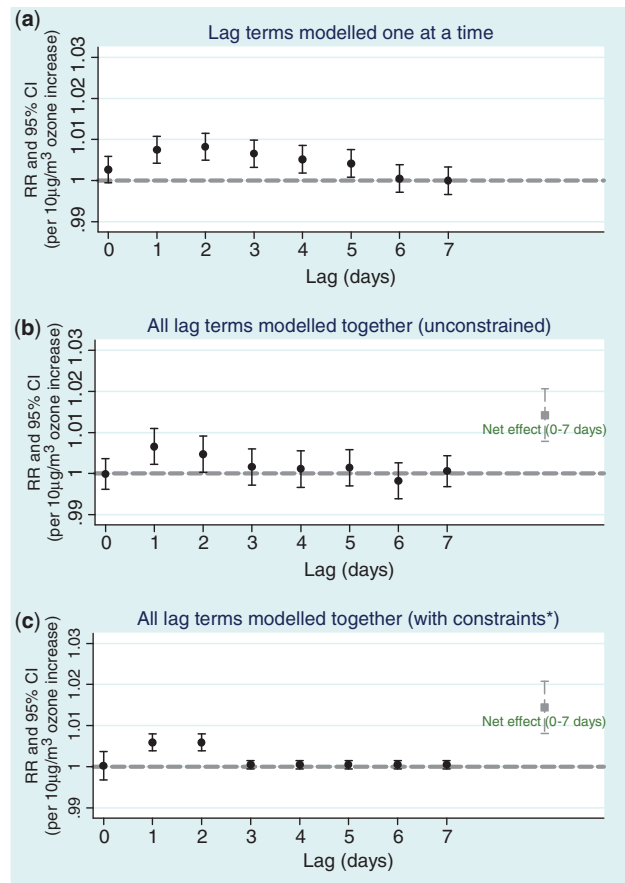 (a)
Lag terms modelled one at a time
RR and 95% CI
(per 10µg/m³ ozone increase)
1.03
1.02
1.01
1
.99
0 1 2 3 4 5 6 7
Lag (days)
(b)
All lag terms modelled together (unconstrained)
RR and 95% CI
(per 10µg/m³ ozone increase)
1.03
1.02
1.01
1
.99
Net effect (0-7 days)
0 1 2 3 4 5 6 7
Lag (days)
(c)
All lag terms modelled together (with constraints*)
RR and 95% CI
(per 10µg/m³ ozone increase)
1.03
1.02
1.01
1
.99
Net effect (0-7 days)
0 1 2 3 4 5 6 7
Lag (days)